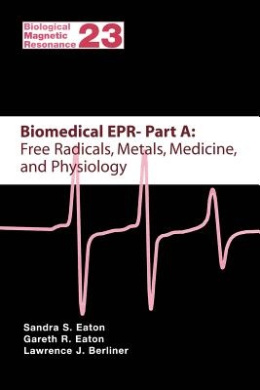 Biological
Magnetic
Resonance 23
Biomedical EPR- Part A:
Free Radicals, Metals, Medicine,
and Physiology
Sandra S. Eaton
Gareth R. Eaton
Lawrence J. Berliner